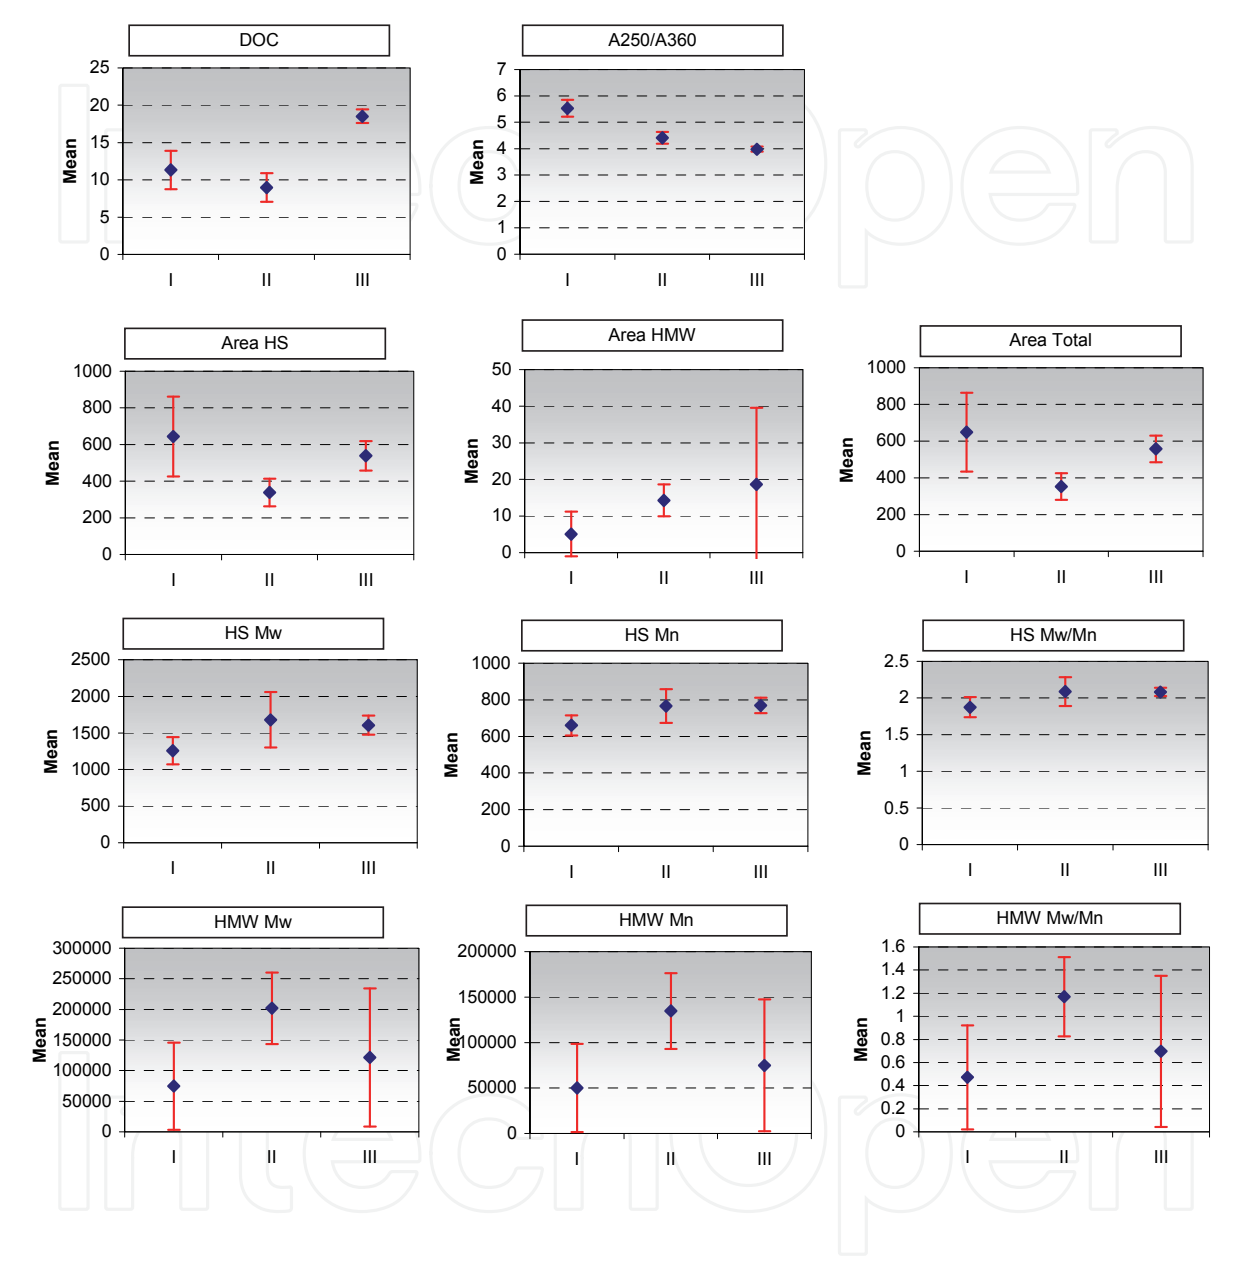 DOC
25
20
15
10
5
0
Mean
I II III
A250/A360
7
6
5
4
3
2
1
0
Mean
I II III
Area HS
1000
800
600
400
200
0
Mean
I II III
Area HMW
50
40
30
20
10
0
Mean
I II III
Area Total
1000
800
600
400
200
0
Mean
I II III
HS Mw
2500
2000
1500
1000
500
0
Mean
I II III
HS Mn
1000
800
600
400
200
0
Mean
I II III
HS Mw/Mn
2.5
2
1.5
1
0.5
0
Mean
I II III
HMW Mw
300000
250000
200000
150000
100000
50000
0
Mean
I II III
HMW Mn
200000
150000
100000
50000
0
Mean
I II III
HMW Mw/Mn
1.6
1.4
1.2
1
0.8
0.6
0.4
0.2
0
Mean
I II III
IntechOpen
IntechOpen